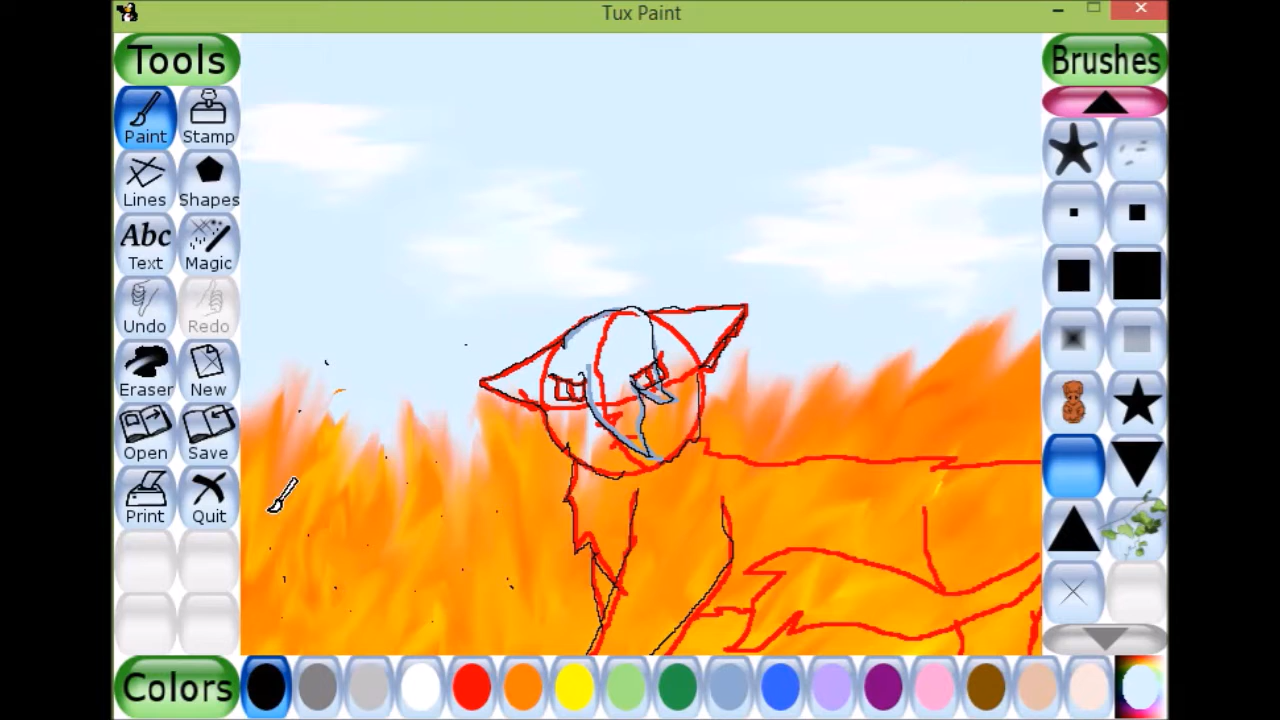 Tux Paint
Tools
Brushes
Paint
Stamp
Lines
Shapes
Abc
Text
Magic
Undo
Redo
Eraser
New
Open
Save
Print
Quit
Colors